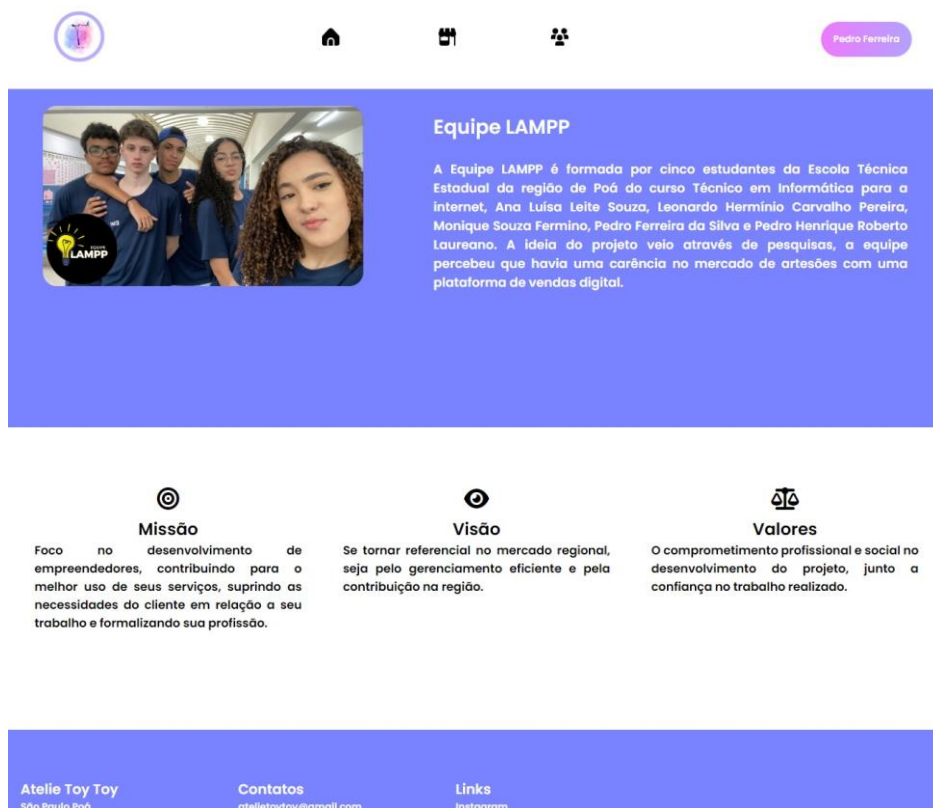 Pedro Ferreira
EQUIPE
LAMPP
Equipe LAMPP
A Equipe LAMPP é formada por cinco estudantes da Escola Técnica
Estadual da região de Poá do curso Técnico em Informática para a
internet, Ana Luísa Leite Souza, Leonardo Hermínio Carvalho Pereira,
Monique Souza Fermino, Pedro Ferreira da Silva e Pedro Henrique Roberto
Laureano. A ideia do projeto veio através de pesquisas, a equipe
percebeu que havia uma carência no mercado de artesões com uma
plataforma de vendas digital.
Missão
Foco no desenvolvimento de
empreendedores, contribuindo para o
melhor uso de seus serviços, suprindo as
necessidades do cliente em relação a seu
trabalho e formalizando sua profissão.
Visão
Se tornar referencial no mercado regional,
seja pelo gerenciamento eficiente e pela
contribuição na região.
Valores
O comprometimento profissional e social no
desenvolvimento do projeto, junto a
confiança no trabalho realizado.
Atelie Toy Toy
São Paulo Poá
Contatos
atelietoytoy@gmail.com
Links
Instagram